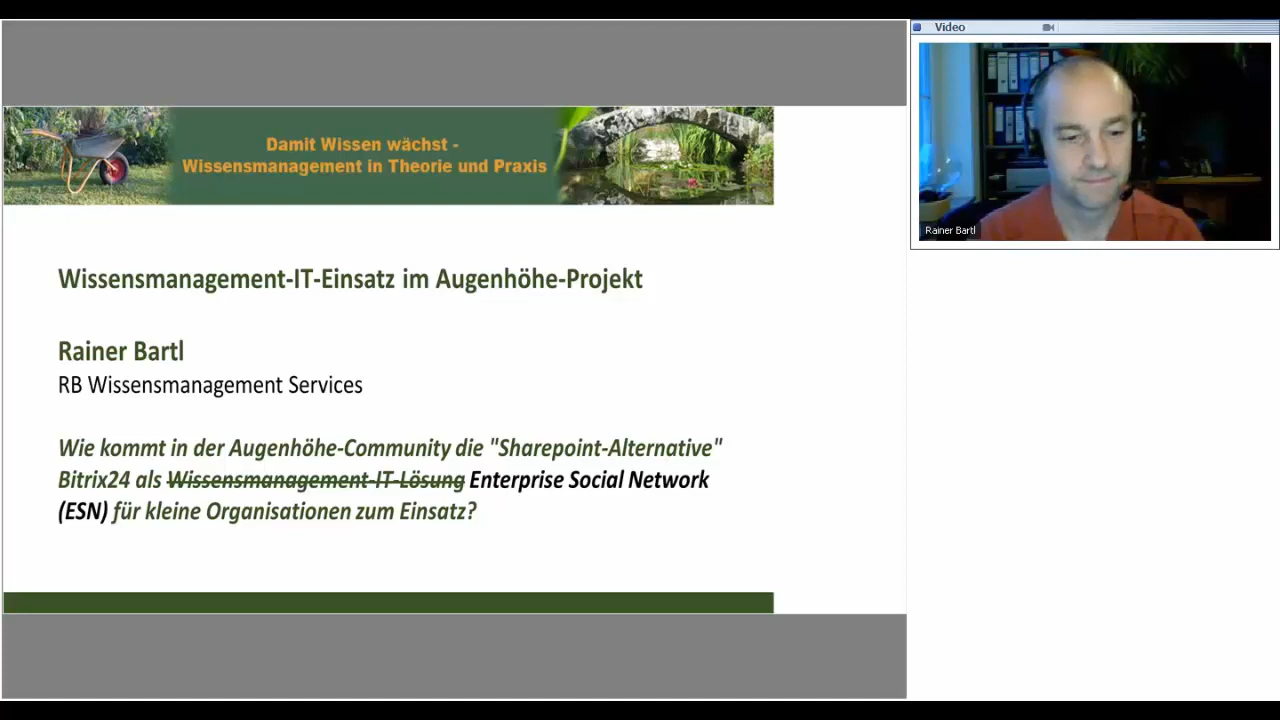 Video
Damit Wissen wächst -
Wissensmanagement in Theorie und Praxis
Rainer Bartl
Wissensmanagement-IT-Einsatz im Augenhöhe-Projekt
Rainer Bartl
RB Wissensmanagement Services
Wie kommt in der Augenhöhe-Community die "Sharepoint-Alternative"
Bitrix24 als Wissensmanagement-IT-Lösung Enterprise Social Network
(ESN) für kleine Organisationen zum Einsatz?